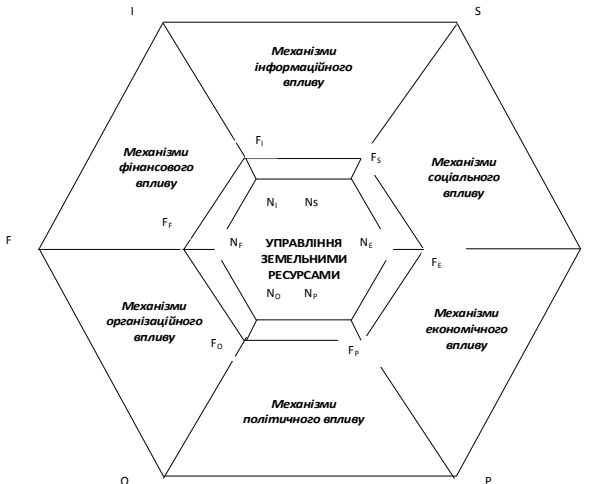 I S
Механізми
інформаційного
впливу
F_I
F_S
Механізми
фінансового
впливу
Механізми
соціального
впливу
N_I NS
F_F
F
N_F
УПРАВЛІННЯ
ЗЕМЕЛЬНИМИ
РЕСУРСАМИ
N_E
F_E
N_O N_P
Механізми
організаційного
впливу
Механізми
економічного
впливу
F_O
F_P
Механізми
політичного впливу
O P